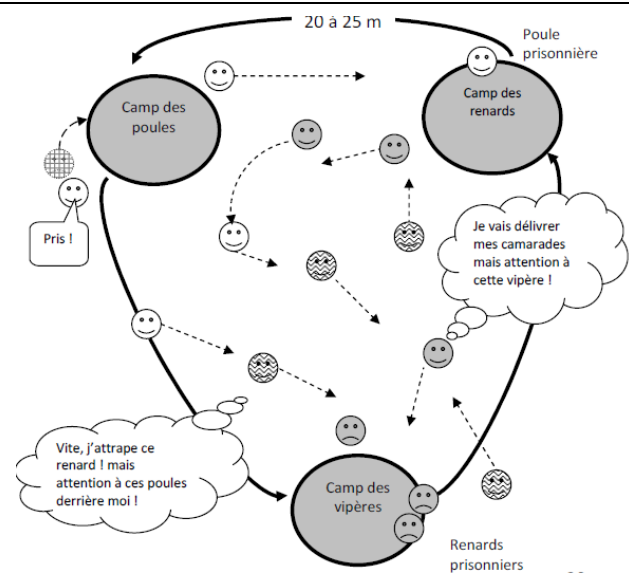 20 à 25 m
Poule
prisonnière
Camp des
poules
Camp des
renards
Pris !
Je vais délivrer
mes camarades
mais attention à
cette vipère !
Vite, j’attrape ce
renard ! mais
attention à ces poules
derrière moi !
Camp des
vipères
Renards
prisonniers